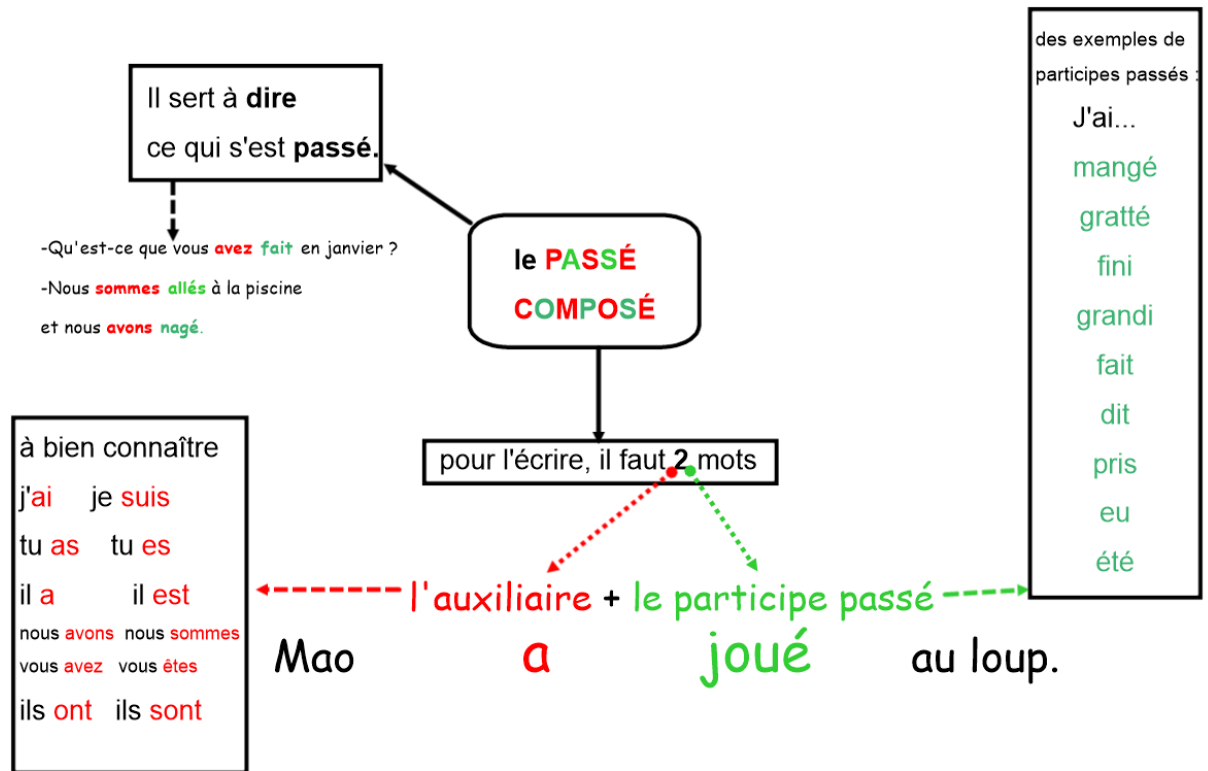 le PASSÉ
COMPOSÉ
Il sert à dire
ce qui s'est passé.
-Qu'est-ce que vous avez fait en janvier ?
-Nous sommes allés à la piscine
et nous avons nagé.
pour l'écrire, il faut 2 mots
l'auxiliaire + le participe passé
Mao a joué au loup.
à bien connaître
j'ai je suis
tu as tu es
il a il est
nous avons nous sommes
vous avez vous êtes
ils ont ils sont
des exemples de
participes passés :
J'ai...
mangé
gratté
fini
grandi
fait
dit
pris
eu
été